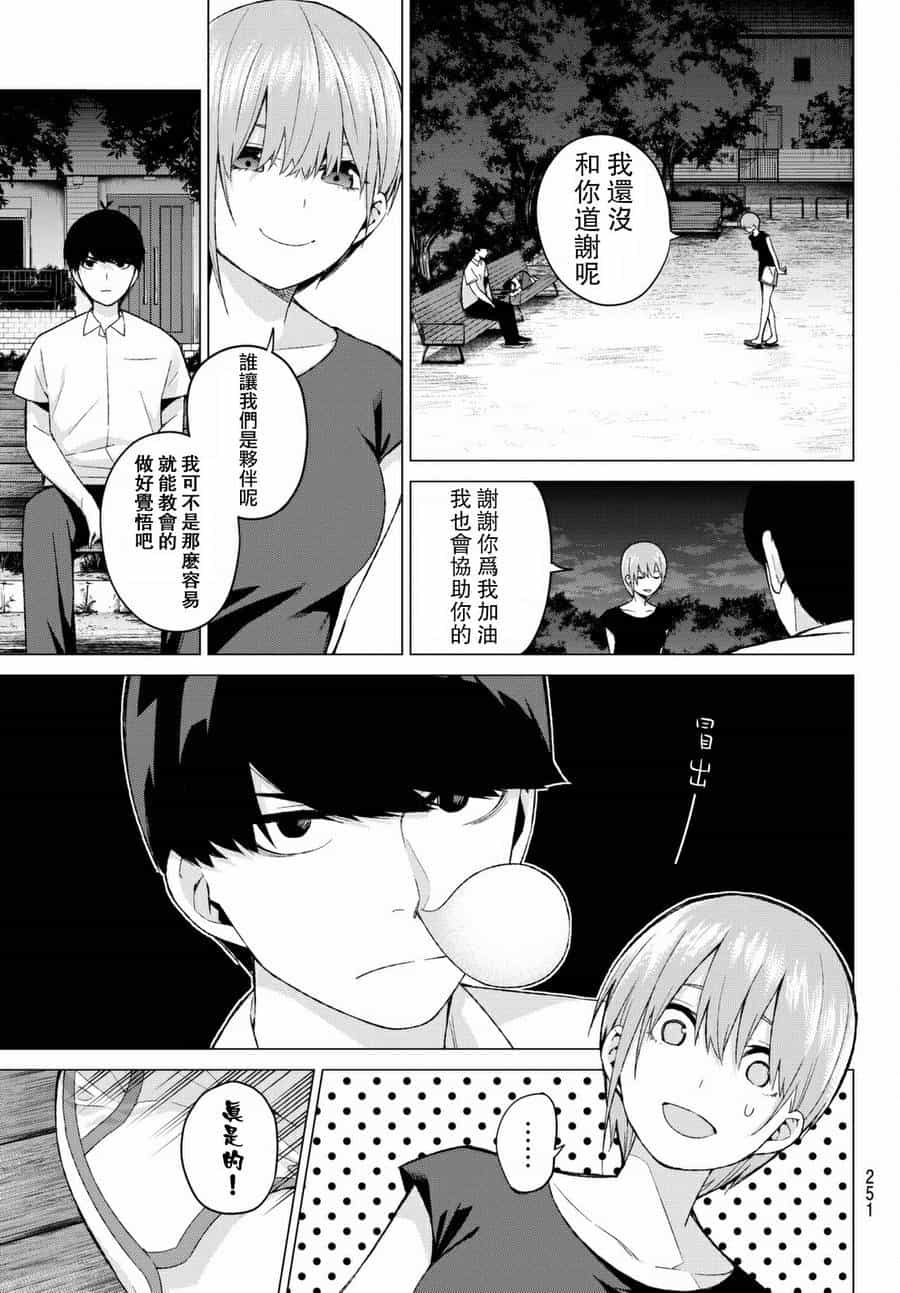 我還沒
和你道謝呢
誰讓我們是夥伴呢
我可不是那麽容易
就能教會的
做好覺悟吧
謝謝你爲我加油
我也會協助你的
冒出
……
真是的！
251